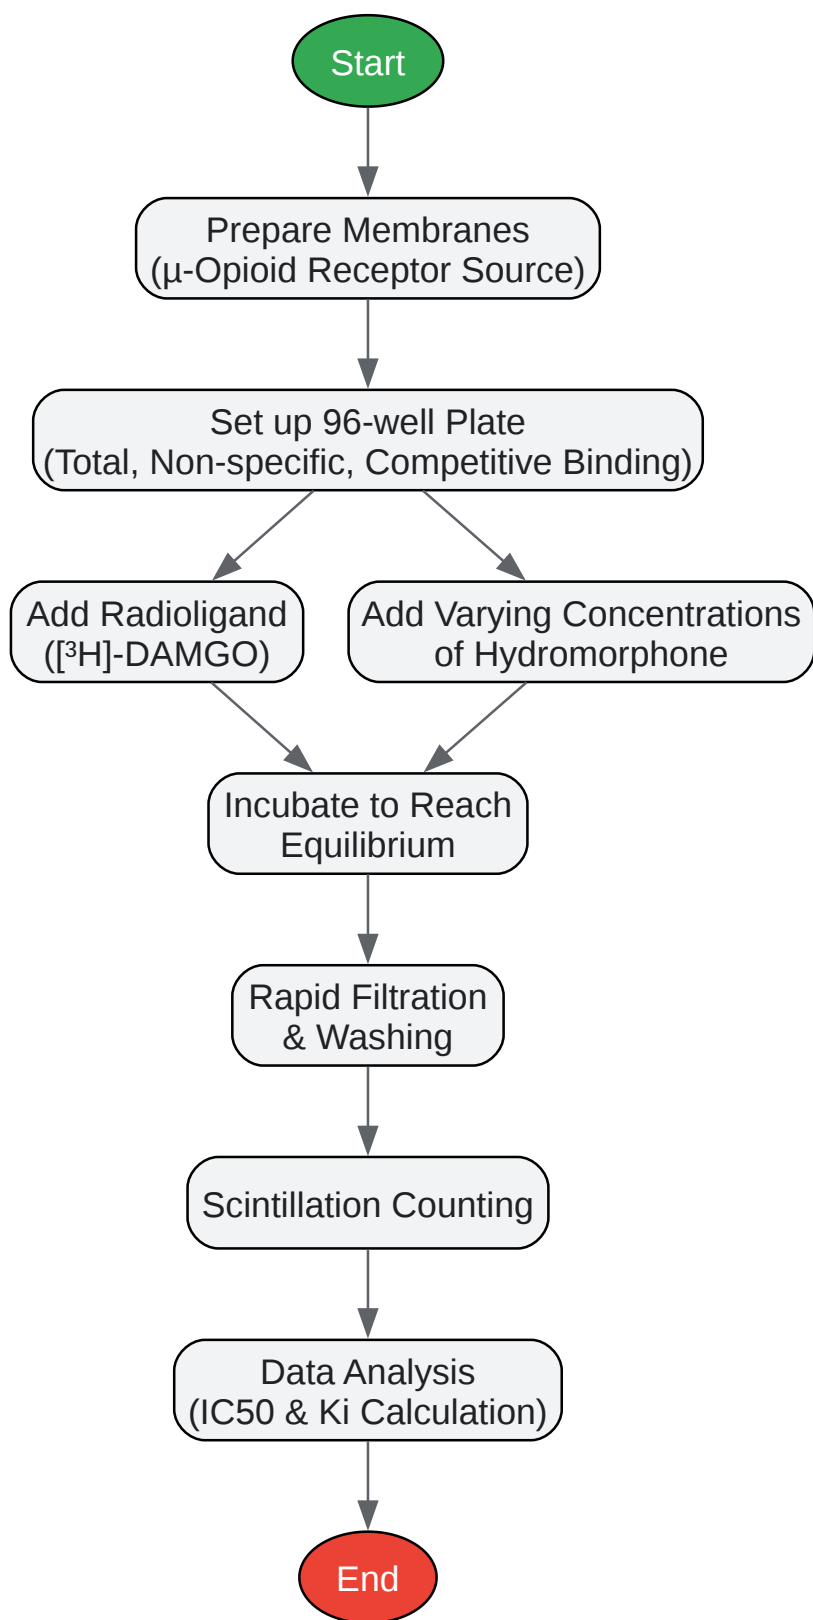 Start
Prepare Membranes
(µ-Opioid Receptor Source)
Set up 96-well Plate
(Total, Non-specific, Competitive Binding)
Add Radioligand
([³H]-DAMGO)
Add Varying Concentrations
of Hydromorphone
Incubate to Reach
Equilibrium
Rapid Filtration
& Washing
Scintillation Counting
Data Analysis
(IC50 & Ki Calculation)
End